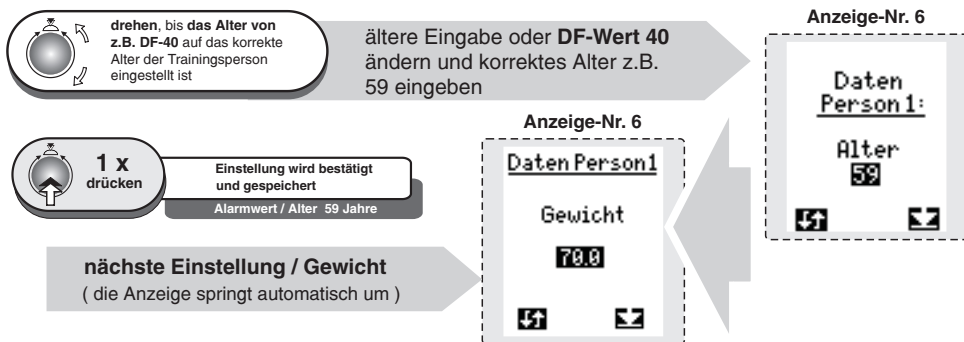 drehen, bis das Alter von
z.B. DF-40 auf das korrekte
Alter der Trainingsperson
eingestellt ist
ältere Eingabe oder DF-Wert 40
ändern und korrektes Alter z.B.
59 eingeben
Anzeige-Nr. 6
Daten
Person 1:
Alter
59
1 x
drücken
Einstellung wird bestätigt
und gespeichert
Alarmwert / Alter 59 Jahre
Anzeige-Nr. 6
Daten Person1
Gewicht
70.0
nächste Einstellung / Gewicht
( die Anzeige springt automatisch um )